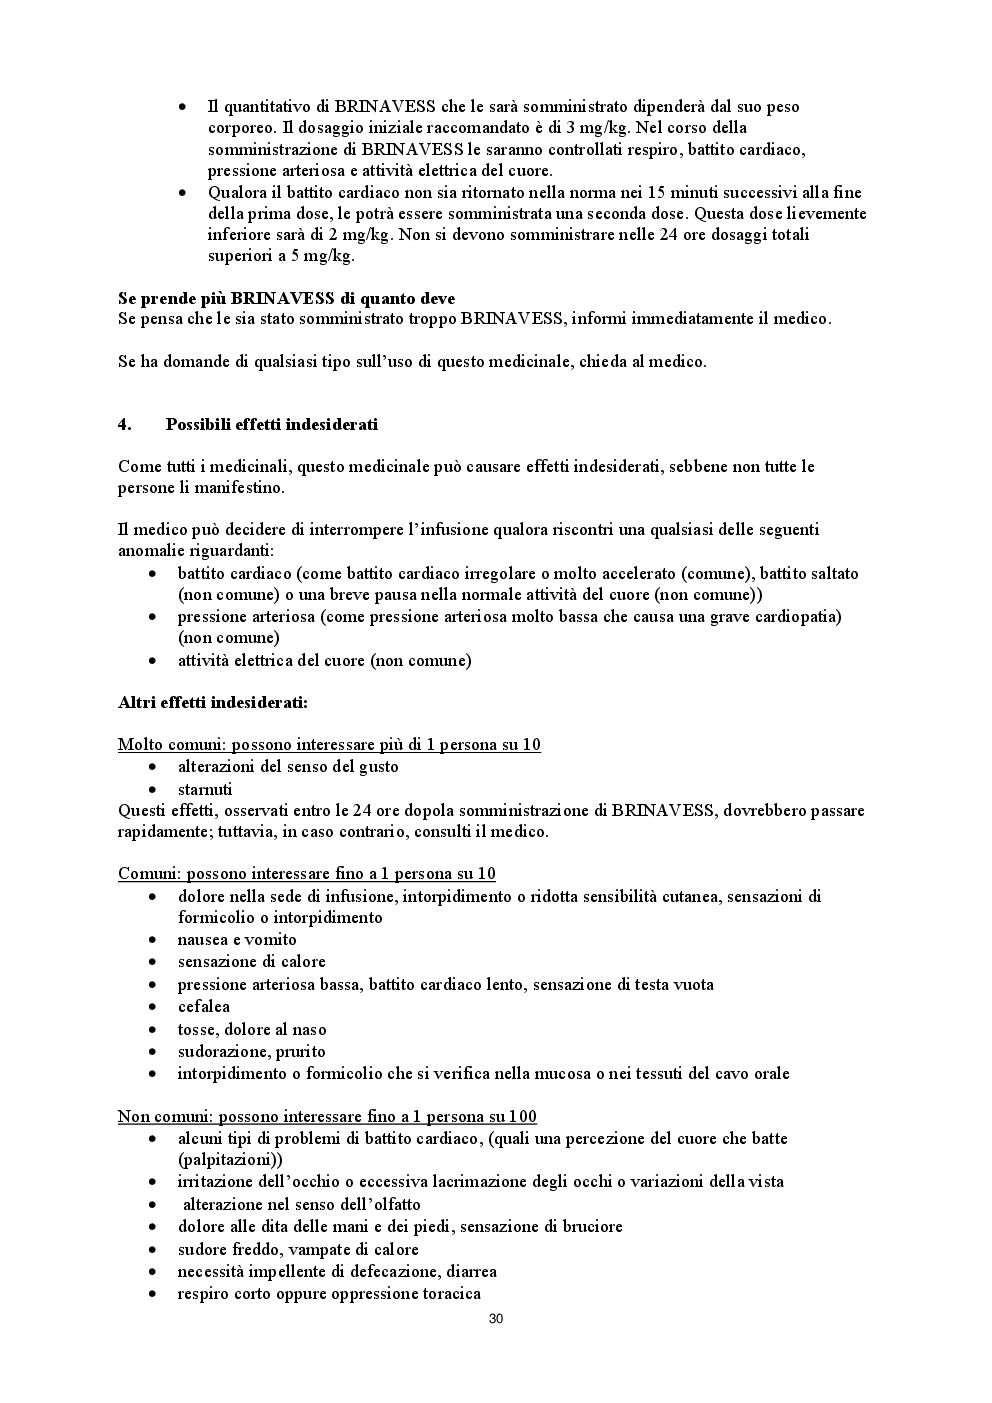 • Il quantitativo di BRINAVESS che le sarà somministrato dipenderà dal suo peso
corporeo. Il dosaggio iniziale raccomandato è di 3 mg/kg. Nel corso della
somministrazione di BRINAVESS le saranno controllati respiro, battito cardiaco,
pressione arteriosa e attività elettrica del cuore.
• Qualora il battito cardiaco non sia ritornato nella norma nei 15 minuti successivi alla fine
della prima dose, le potrà essere somministrata una seconda dose. Questa dose lievemente
inferiore sarà di 2 mg/kg. Non si devono somministrare nelle 24 ore dosaggi totali
superiori a 5 mg/kg.
Se prende più BRINAVESS di quanto deve
Se pensa che le sia stato somministrato troppo BRINAVESS, informi immediatamente il medico.
Se ha domande di qualsiasi tipo sull’uso di questo medicinale, chieda al medico.
4. Possibili effetti indesiderati
Come tutti i medicinali, questo medicinale può causare effetti indesiderati, sebbene non tutte le
persone li manifestino.
Il medico può decidere di interrompere l’infusione qualora riscontri una qualsiasi delle seguenti
anomalie riguardanti:
• battito cardiaco (come battito cardiaco irregolare o molto accelerato (comune), battito saltato
(non comune) o una breve pausa nella normale attività del cuore (non comune))
• pressione arteriosa (come pressione arteriosa molto bassa che causa una grave cardiopatia)
(non comune)
• attività elettrica del cuore (non comune)
Altri effetti indesiderati:
Molto comuni: possono interessare più di 1 persona su 10
• alterazioni del senso del gusto
• starnuti
Questi effetti, osservati entro le 24 ore dopola somministrazione di BRINAVESS, dovrebbero passare
rapidamente; tuttavia, in caso contrario, consulti il medico.
Comuni: possono interessare fino a 1 persona su 10
• dolore nella sede di infusione, intorpidimento o ridotta sensibilità cutanea, sensazioni di
formicolio o intorpidimento
• nausea e vomito
• sensazione di calore
• pressione arteriosa bassa, battito cardiaco lento, sensazione di testa vuota
• cefalea
• tosse, dolore al naso
• sudorazione, prurito
• intorpidimento o formicolio che si verifica nella mucosa o nei tessuti del cavo orale
Non comuni: possono interessare fino a 1 persona su 100
• alcuni tipi di problemi di battito cardiaco, (quali una percezione del cuore che batte
(palpitazioni))
• irritazione dell’occhio o eccessiva lacrimazione degli occhi o variazioni della vista
• alterazione nel senso dell’olfatto
• dolore alle dita delle mani e dei piedi, sensazione di bruciore
• sudore freddo, vampate di calore
• necessità impellente di defecazione, diarrea
• respiro corto oppure oppressione toracica
30